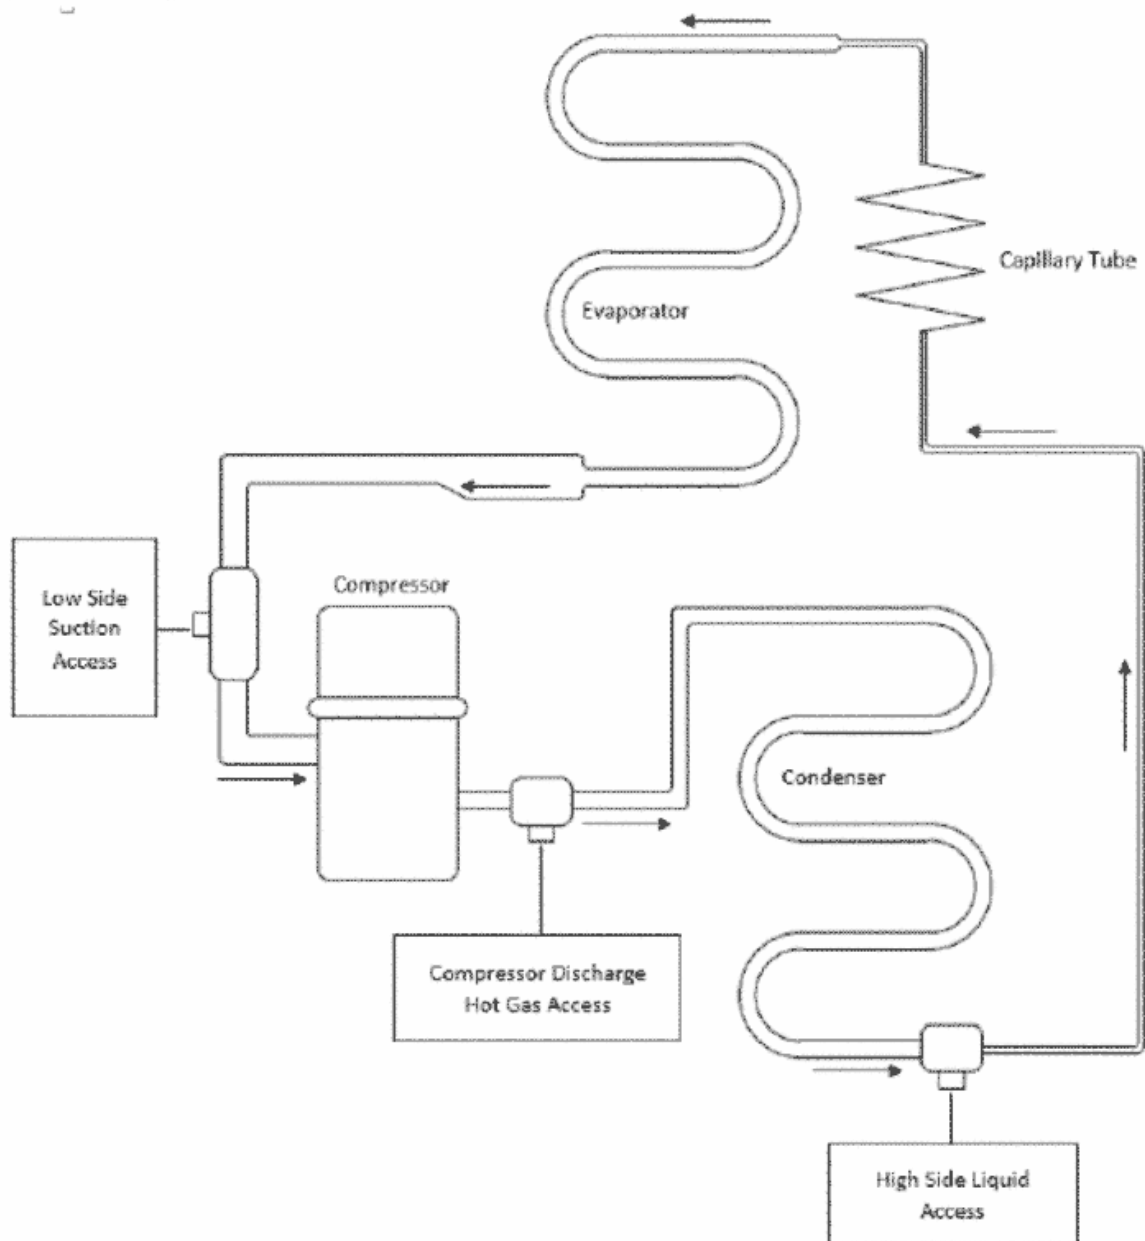 Capillary Tube
Evaporator
Compressor
Low Side
Suction
Access
Condenser
Compressor Discharge
Hot Gas Access
High Side Liquid
Access